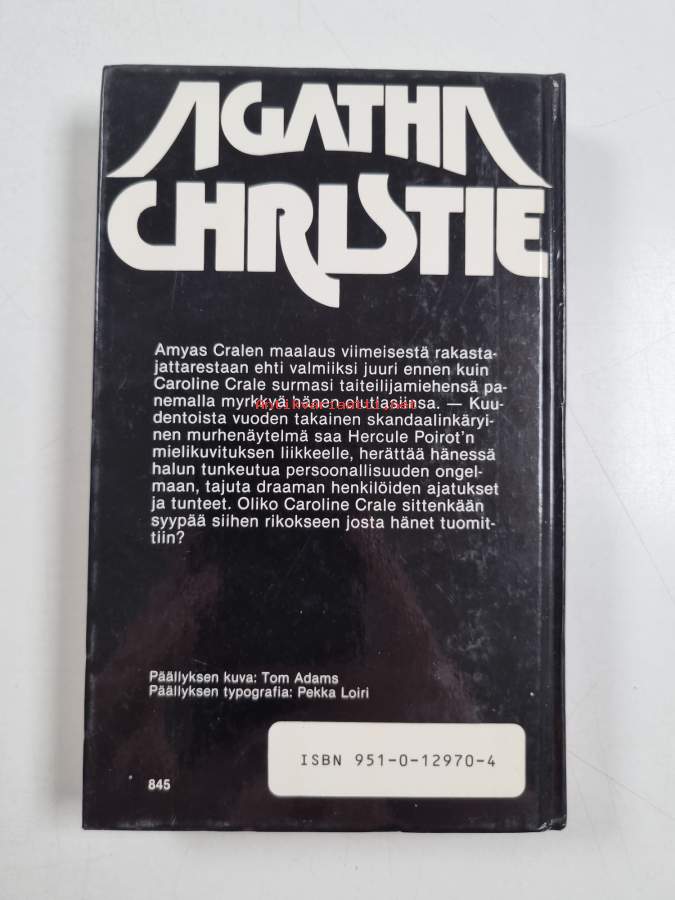 AGATHA
CHRISTIE
Amyas Cralen maalaus viimeisestä rakasta-
jattarestaan ehti valmiiksi juuri ennen kuin
Caroline Crale surmasi taiteilijamiehensä pa-
nemalla myrkkyä hänen oluttlasiinsa. — Kuu-
dentoista vuoden takainen skandaalinkäryi-
nen murhenäytelmä saa Hercule Poirot'n
mielikuvituksen liikkeelle, herättää hänessä
halun tunkeutua persoonallisuuden ongel-
maan, tajuta draaman henkilöiden ajatukset
ja tunteet. Oliko Caroline Crale sittenkään
syypää siihen rikokseen josta hänet tuomit-
tiin?
Antikvariaatti.net
Päällyksen kuva: Tom Adams
Päällyksen typografia: Pekka Loiri
ISBN 951-0-12970-4
845